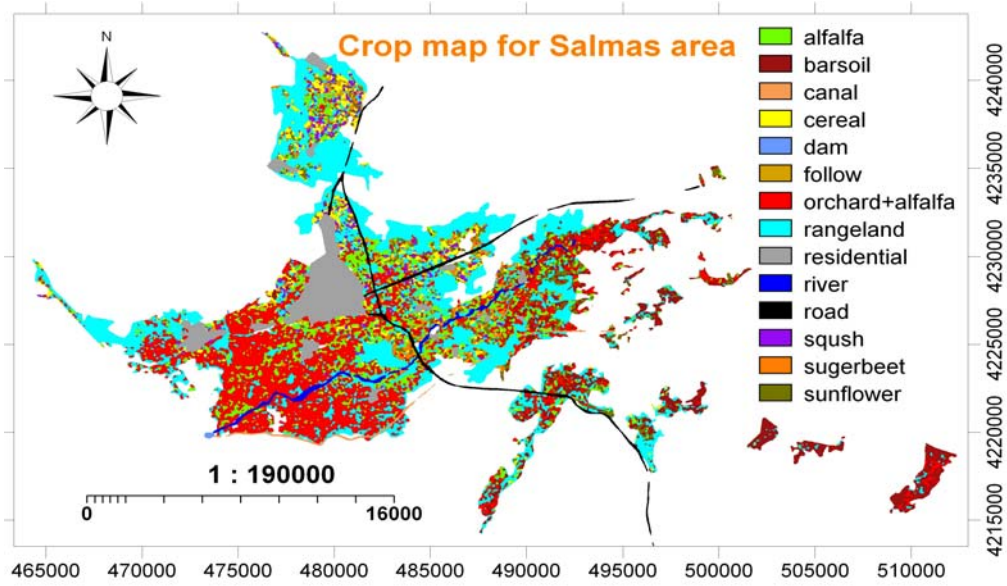 N
Crop map for Salmas area
alfalfa
barsoil
canal
cereal
dam
follow
orchard+alfalfa
rangeland
residential
river
road
sqush
sugerbeet
sunflower
1 : 190000
0 16000
4240000
4235000
4230000
4225000
4220000
4215000
465000 470000 475000 480000 485000 490000 495000 500000 505000 510000